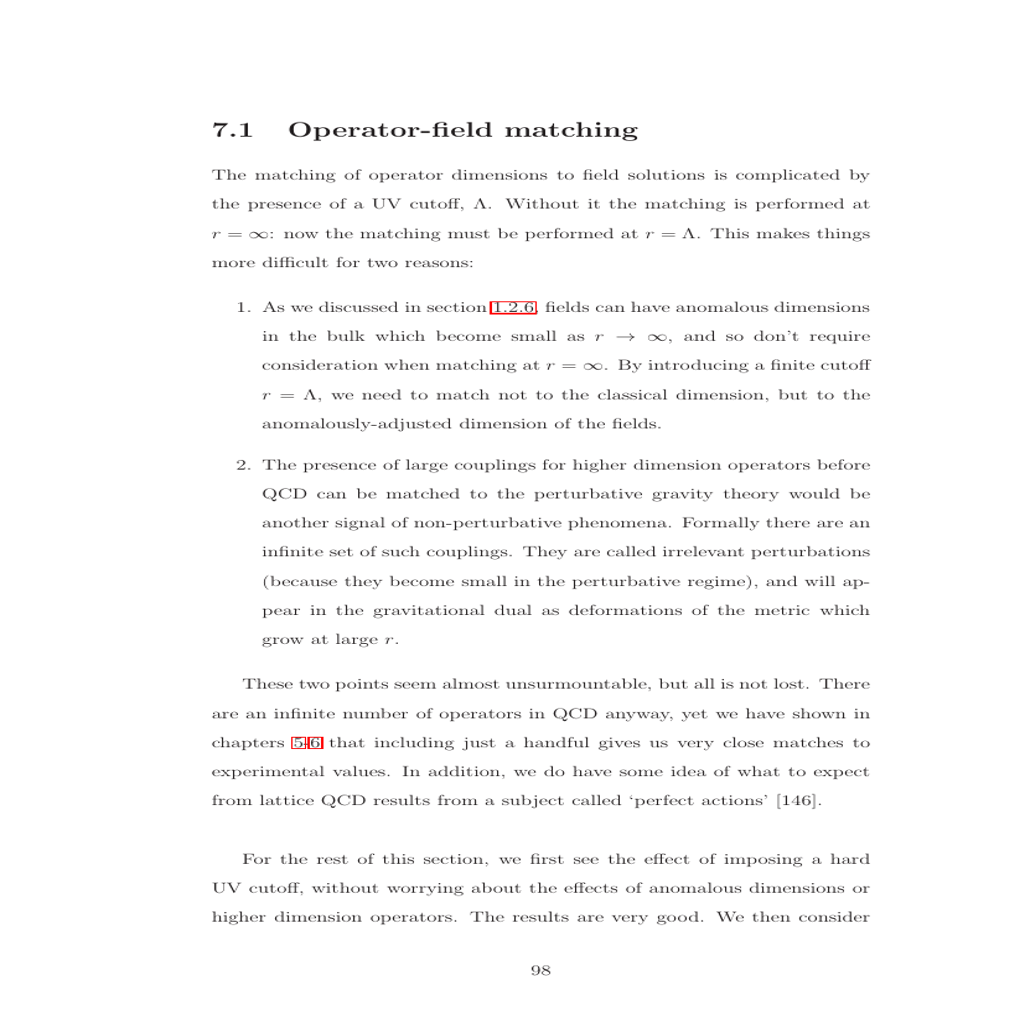 7.1 Operator-field matching
The matching of operator dimensions to field solutions is complicated by
the presence of a UV cutoff, Λ. Without it the matching is performed at
r = ∞: now the matching must be performed at r = Λ. This makes things
more difficult for two reasons:
1. As we discussed in section 1.2.6, fields can have anomalous dimensions
in the bulk which become small as r → ∞, and so don't require
consideration when matching at r = ∞. By introducing a finite cutoff
r = Λ, we need to match not to the classical dimension, but to the
anomalously-adjusted dimension of the fields.
2. The presence of large couplings for higher dimension operators before
QCD can be matched to the perturbative gravity theory would be
another signal of non-perturbative phenomena. Formally there are an
infinite set of such couplings. They are called irrelevant perturbations
(because they become small in the perturbative regime), and will ap-
pear in the gravitational dual as deformations of the metric which
grow at large r.
These two points seem almost unsurmountable, but all is not lost. There
are an infinite number of operators in QCD anyway, yet we have shown in
chapters 5-6 that including just a handful gives us very close matches to
experimental values. In addition, we do have some idea of what to expect
from lattice QCD results from a subject called ‘perfect actions’ [146].
For the rest of this section, we first see the effect of imposing a hard
UV cutoff, without worrying about the effects of anomalous dimensions or
higher dimension operators. The results are very good. We then consider
98